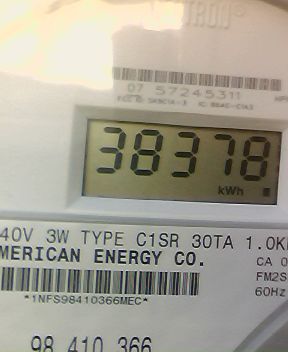 TRON®
07 57245311
38378
kWh
40V 3W TYPE C1SR 30TA 1.0K
MERICAN ENERGY CO.
CA 0
FM2S
*1NFS98410366MEC*
60Hz
98 410 366